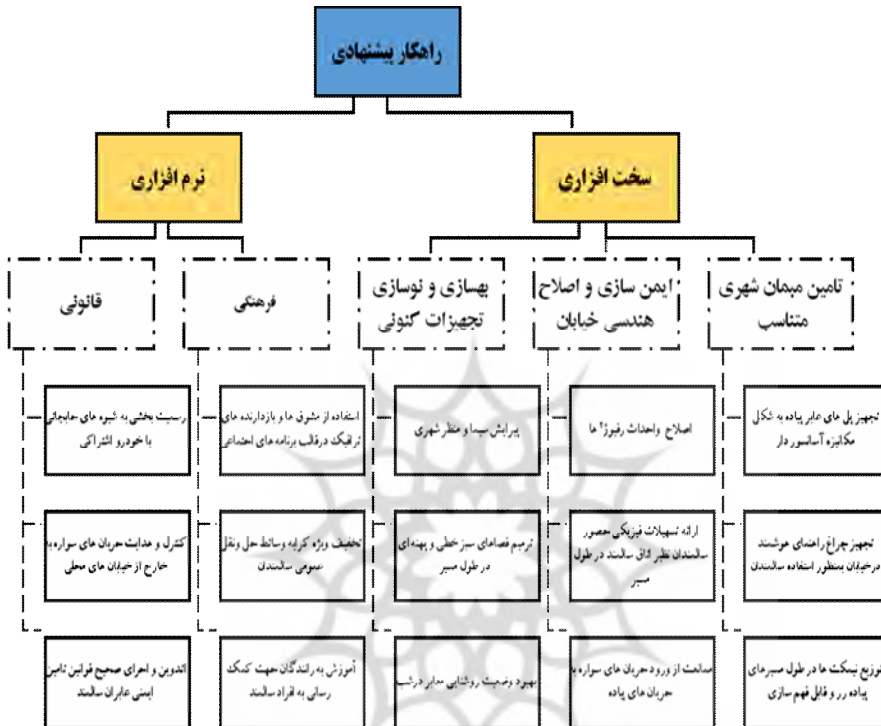 راهکار پیشنهادی
سخت افزاری
نرم افزاری
تامین مبمان شهری
متناسب
ایمن سازی و اصلاح
هندسی خیابان
بهسازی و نوسازی
تجهیزات کنونی
فرهنگی
قانونی
تجهیز پل های عابر پیاده به شکل
مکانیزه آسانسور دار
اصلاح واحداث رفیوژ۲ ها
پیرایش سیما و منظر شهری
استفاده از مشوق ها و بازدارنده های
ترافیک درقالب برنامه های اجتماعی
رسمیت بخشی به شیوه های جابجائی
با خودرو اشتراکی
تجهیز چراغ راهنمای هوشمند
درخیابان بمنظور استفاده سالمندان
ارائه تسهیلات فیزیکی حضور
سالمندان نظیر اتاق سالمند در طول
مسیر
ترمیم فضاهای سبز خطی و پهنه ای
در طول مسیر
تخفیف ویژه کرایه وسائط حمل ونقل
عمومی سالمندان
کنترل و هدایت جریان های سواره به
خارج از خیابان های محلی
توزیع نیمکت ها در طول مسیرهای
پیاده رر و قابل فهم سازی
ممانعت از ورود جریان های سواره به
جریان های پیاده
بهبود وضعیت روشنایی معابر درشب
آموزش به رانندگان جهت کمک
رسانی به افراد سالمند
تدوین و اجرای صحیح قوانین تامین
ایمنی عابران سالمند